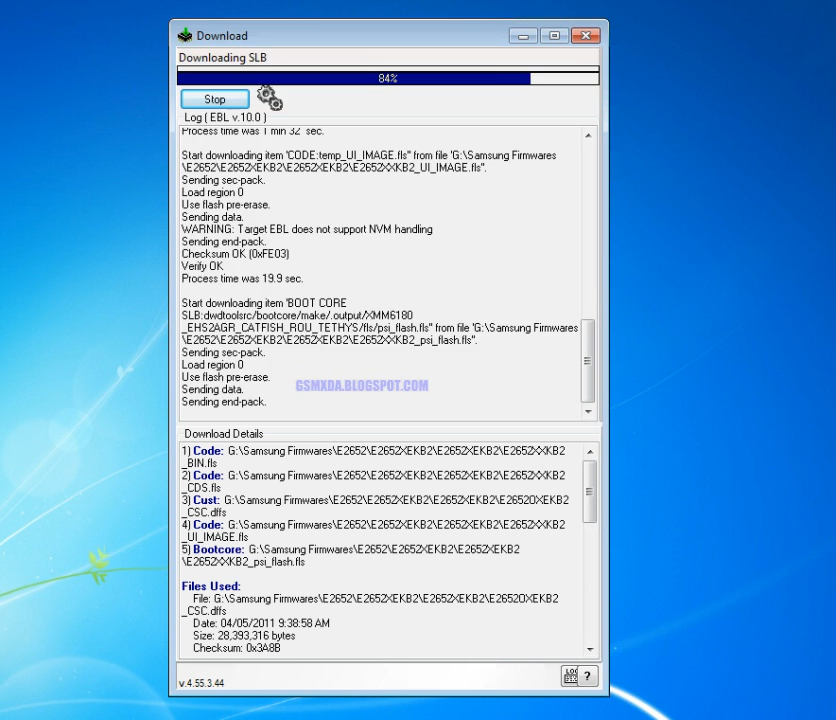 Download
Downloading SLB
84%
Stop
Log ( EBL v.10.0 )
Process time was 1 min 32 sec.
Start downloading item 'CODE:temp_UI_IMAGE.fls" from file 'G:\Samsung Firmwares
\E2652\E2652XEKB2\E2652XEKB2\E2652XXKB2_UI_IMAGE.fls".
Sending sec-pack.
Load region 0
Use flash pre-erase.
Sending data.
WARNING: Target EBL does not support NVM handling
Sending end-pack.
Checksum OK (0xFE03)
Verify OK
Process time was 19.9 sec.
Start downloading item 'BOOT CORE
SLB:dwdtoolsrc/bootcore/make/.output/XMM6180
_EHS2AGR_CATFISH_ROU_TETHYS/fls/psi_flash.fls" from file 'G:\Samsung Firmwares
\E2652\E2652XEKB2\E2652XEKB2\E2652XXKB2_psi_flash.fls".
Sending sec-pack.
Load region 0
Use flash pre-erase.
Sending data.
Sending end-pack.
GSMXDA.BLOGSPOT.COM
Download Details
1) Code: G:\Samsung Firmwares\E2652\E2652XEKB2\E2652XEKB2\E2652XXKB2
_BIN.fls
2) Code: G:\Samsung Firmwares\E2652\E2652XEKB2\E2652XEKB2\E2652XXKB2
_CDS.fls
3) Cust: G:\Samsung Firmwares\E2652\E2652XEKB2\E2652XEKB2\E2652OXEKB2
_CSC.dffs
4) Code: G:\Samsung Firmwares\E2652\E2652XEKB2\E2652XEKB2\E2652XXKB2
_UI_IMAGE.fls
5) Bootcore: G:\Samsung Firmwares\E2652\E2652XEKB2\E2652XEKB2
\E2652XXKB2_psi_flash.fls
Files Used:
File: G:\Samsung Firmwares\E2652\E2652XEKB2\E2652XEKB2\E2652OXEKB2
_CSC.dffs
Date: 04/05/2011 9:38:58 AM
Size: 28,393,316 bytes
Checksum: 0x3A8B
v.4.55.3.44
?